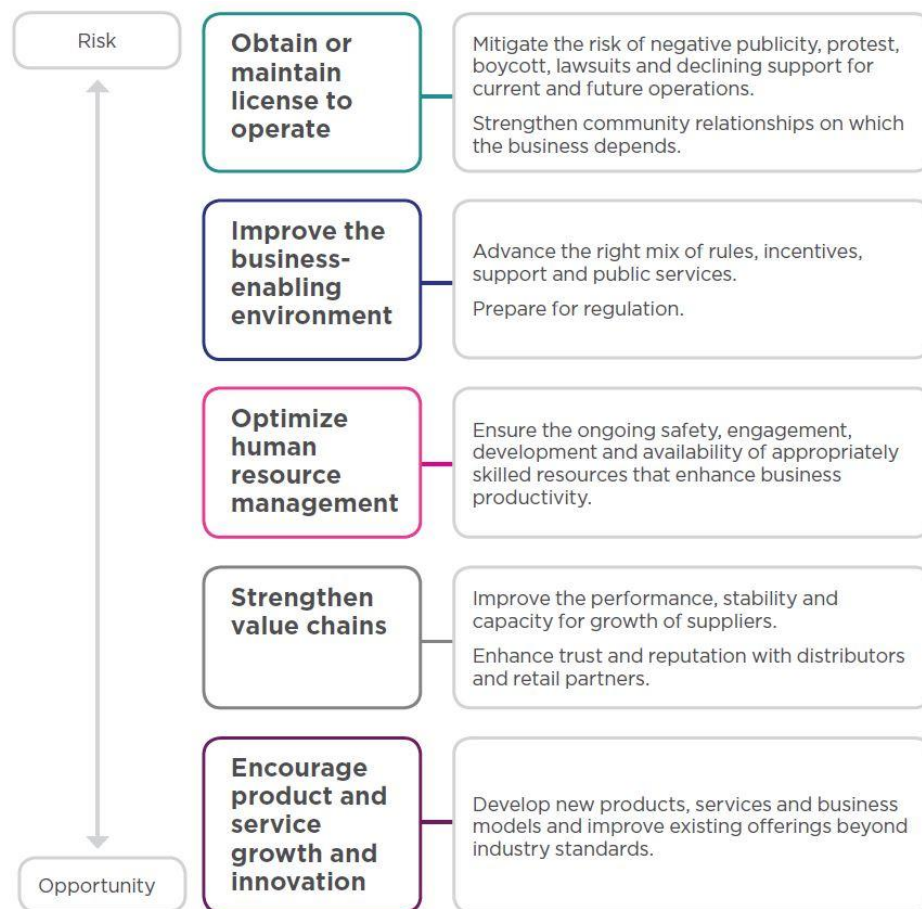 Risk
Obtain or
maintain
license to
operate
Mitigate the risk of negative publicity, protest,
boycott, lawsuits and declining support for
current and future operations.
Strengthen community relationships on which
the business depends.
Improve the
business-
enabling
environment
Advance the right mix of rules, incentives,
support and public services.
Prepare for regulation.
Optimize
human
resource
management
Ensure the ongoing safety, engagement,
development and availability of appropriately
skilled resources that enhance business
productivity.
Strengthen
value chains
Improve the performance, stability and
capacity for growth of suppliers.
Enhance trust and reputation with distributors
and retail partners.
Encourage
product and
service
growth and
innovation
Develop new products, services and business
models and improve existing offerings beyond
industry standards.
Opportunity